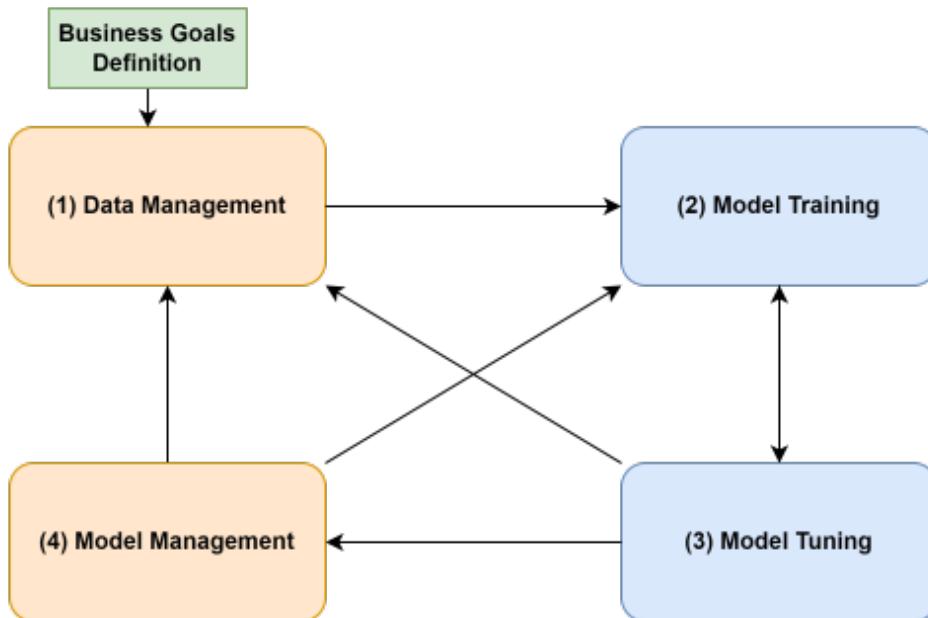 Business Goals
Definition
(1) Data Management
(2) Model Training
(4) Model Management
(3) Model Tuning